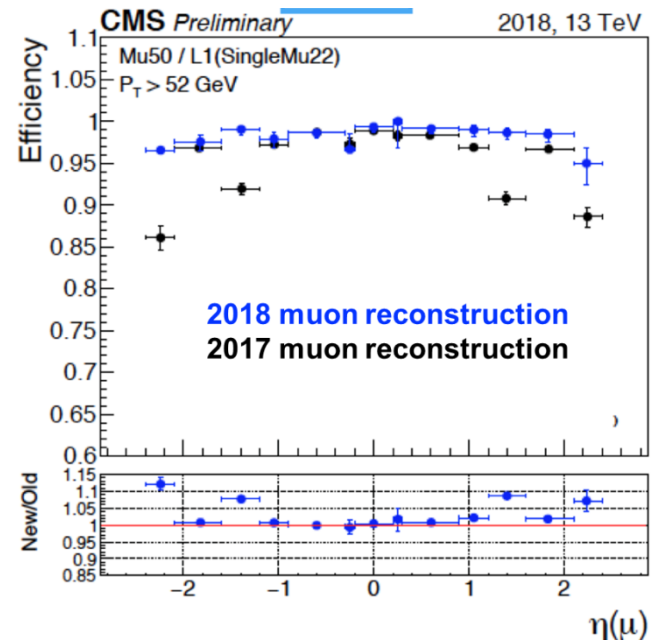 CMS Preliminary 2018, 13 TeV
Mu50 / L1(SingleMu22)
P_T > 52 GeV
Efficiency
1.1
1.05
1
0.95
0.9
0.85
0.8
0.75
0.7
0.65
0.6
2018 muon reconstruction
2017 muon reconstruction
New/Old
1.15
1.1
1.05
1
0.95
0.9
0.85
−2 −1 0 1 2
η(μ)